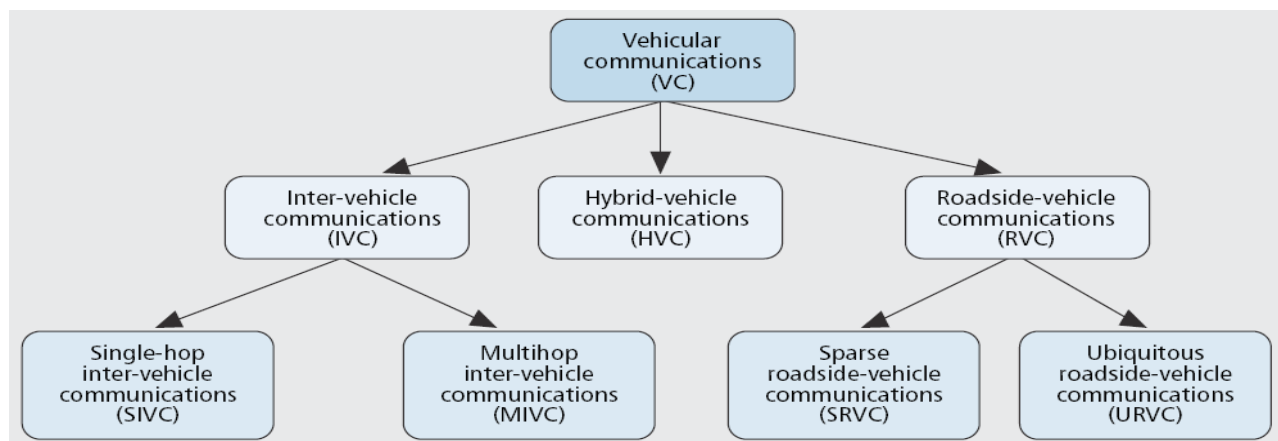 Vehicular
communications
(VC)
Inter-vehicle
communications
(IVC)
Hybrid-vehicle
communications
(HVC)
Roadside-vehicle
communications
(RVC)
Single-hop
inter-vehicle
communications
(SIVC)
Multihop
inter-vehicle
communications
(MIVC)
Sparse
roadside-vehicle
communications
(SRVC)
Ubiquitous
roadside-vehicle
communications
(URVC)